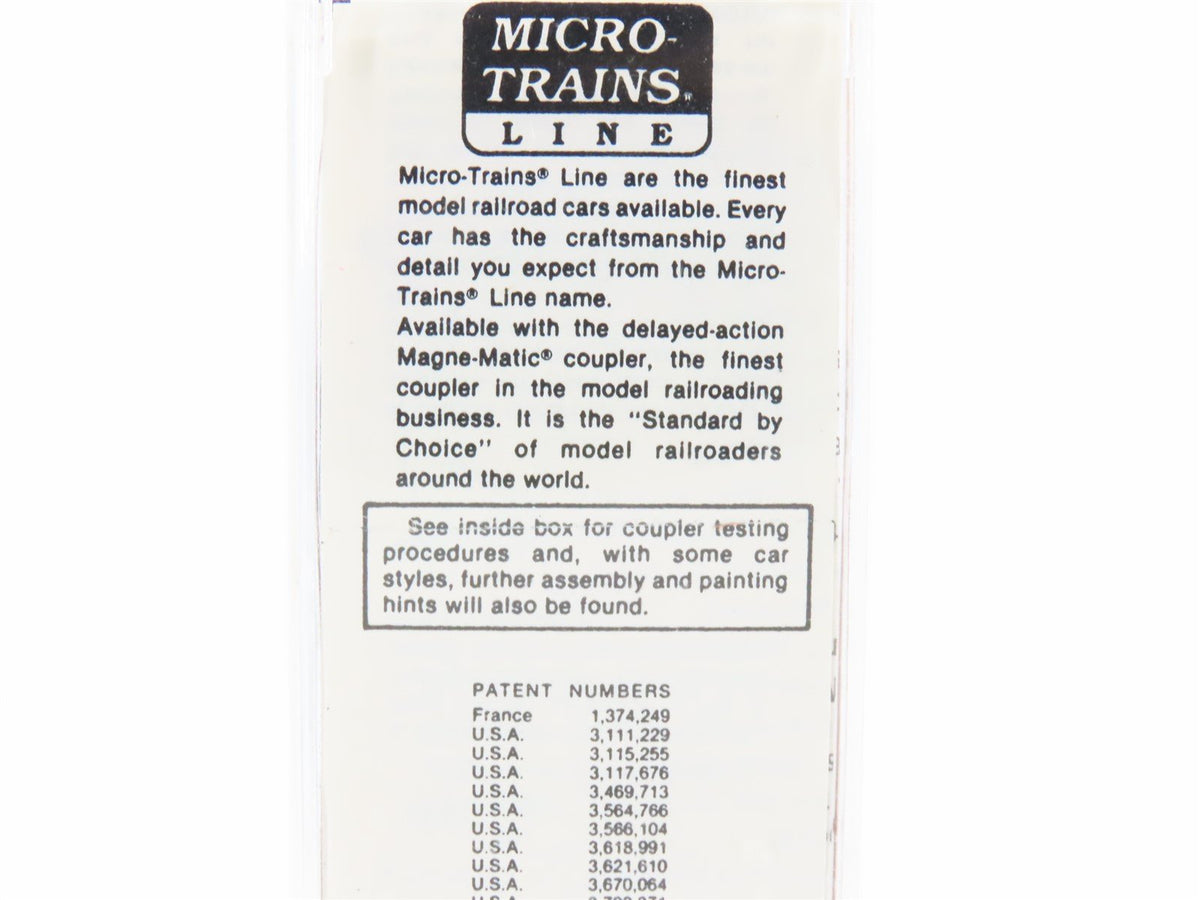 MICRO-
TRAINS
LINE
Micro-Trains® Line are the finest
model railroad cars available. Every
car has the craftsmanship and
detail you expect from the Micro-
Trains® Line name.
Available with the delayed-action
Magne-Matic® coupler, the finest
coupler in the model railroading
business. It is the "Standard by
Choice" of model railroaders
around the world.
See inside box for coupler testing
procedures and, with some car
styles, further assembly and painting
hints will also be found.
PATENT NUMBERS
France 1,374,249
U.S.A. 3,111,229
U.S.A. 3,115,255
U.S.A. 3,117,676
U.S.A. 3,469,713
U.S.A. 3,564,766
U.S.A. 3,566,104
U.S.A. 3,618,991
U.S.A. 3,621,610
U.S.A. 3,670,064